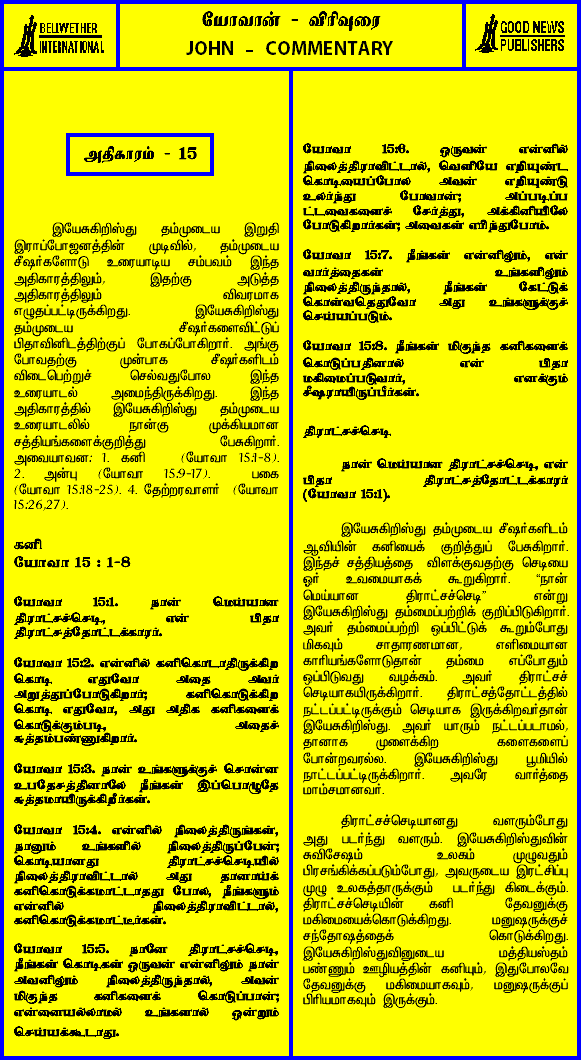 BELLWETHER
INTERNATIONAL
யோவான் - விரிவுரை
JOHN - COMMENTARY
GOOD NEWS
PUBLISHERS
அதிகாரம் - 15
இயேசுகிறிஸ்து தம்முடைய இறுதி
இராப்போஜனத்தின் முடிவில், தம்முடைய
சீஷர்களோடு உரையாடிய சம்பவம் இந்த
அதிகாரத்திலும், இதற்கு அடுத்த
அதிகாரத்திலும் விவரமாக
எழுதப்பட்டிருக்கிறது. இயேசுகிறிஸ்து
தம்முடைய சீஷர்களைவிட்டுப்
பிதாவினிடத்திற்குப் போகப்போகிறார். அங்கு
போவதற்கு முன்பாக சீஷர்களிடம்
விடைபெற்றுச் செல்வதுபோல இந்த
உரையாடல் அமைந்திருக்கிறது. இந்த
அதிகாரத்தில் இயேசுகிறிஸ்து தம்முடைய
உரையாடலில் நான்கு முக்கியமான
சத்தியங்களைக்குறித்து பேசுகிறார்.
அவையாவன: 1. கனி (யோவா 15:1-8).
2. அன்பு (யோவா 15:9-17). பகை
(யோவா 15:18-25). 4. தேற்றரவாளர் (யோவா
15:26,27).
கனி
யோவா 15 : 1-8
யோவா 15:1. நான் மெய்யான
திராட்சச்செடி, என் பிதா
திராட்சத்தோட்டக்காரர்.
யோவா 15:2. என்னில் கனிகொடாதிருக்கிற
கொடி எதுவோ அதை அவர்
அறுத்துப்போடுகிறார்; கனிகொடுக்கிற
கொடி எதுவோ, அது அதிக கனிகளைக்
கொடுக்கும்படி, அதைச்
சுத்தம்பண்ணுகிறார்.
யோவா 15:3. நான் உங்களுக்குச் சொன்ன
உபதேசத்தினாலே நீங்கள் இப்பொழுதே
சுத்தமாயிருக்கிறீர்கள்.
யோவா 15:4. என்னில் நிலைத்திருங்கள்,
நானும் உங்களில் நிலைத்திருப்பேன்;
கொடியானது திராட்சச்செடியில்
நிலைத்திராவிட்டால் அது தானாய்க்
கனிகொடுக்கமாட்டாதது போல, நீங்களும்
என்னில் நிலைத்திராவிட்டால்,
கனிகொடுக்கமாட்டீர்கள்.
யோவா 15:5. நானே திராட்சச்செடி,
நீங்கள் கொடிகள் ஒருவன் என்னிலும் நான்
அவனிலும் நிலைத்திருந்தால், அவன்
மிகுந்த கனிகளைக் கொடுப்பான்;
என்னையல்லாமல் உங்களால் ஒன்றும்
செய்யக்கூடாது.
யோவா 15:6. ஒருவன் என்னில்
நிலைத்திராவிட்டால், வெளியே எறியுண்ட
கொடியைப்போல அவன் எறியுண்டு
உலர்ந்து போவான்; அப்படிப்ப
ட்டவைகளைச் சேர்த்து, அக்கினியிலே
போடுகிறார்கள்; அவைகள் எரிந்துபோம்.
யோவா 15:7. நீங்கள் என்னிலும், என்
வார்த்தைகள் உங்களிலும்
நிலைத்திருந்தால், நீங்கள் கேட்டுக்
கொள்வதெதுவோ அது உங்களுக்குச்
செய்யப்படும்.
யோவா 15:8. நீங்கள் மிகுந்த கனிகளைக்
கொடுப்பதினால் என் பிதா
மகிமைப்படுவார், எனக்கும்
சீஷராயிருப்பீர்கள்.
திராட்சச்செடி.
நான் மெய்யான திராட்சச்செடி, என்
பிதா திராட்சத்தோட்டக்காரர்
(யோவா 15:1).
இயேசுகிறிஸ்து தம்முடைய சீஷர்களிடம்
ஆவியின் கனியைக் குறித்துப் பேசுகிறார்.
இந்தச் சத்தியத்தை விளக்குவதற்கு செடியை
ஓர் உவமையாகக் கூறுகிறார். "நான்
மெய்யான திராட்சச்செடி" என்று
இயேசுகிறிஸ்து தம்மைப்பற்றிக் குறிப்பிடுகிறார்.
அவர் தம்மைப்பற்றி ஒப்பிட்டுக் கூறும்போது
மிகவும் சாதாரணமான, எளிமையான
காரியங்களோடுதான் தம்மை எப்போதும்
ஒப்பிடுவது வழக்கம். அவர் திராட்சச்
செடியாகயிருக்கிறார். திராட்சத்தோட்டத்தில்
நட்டப்பட்டிருக்கும் செடியாக இருக்கிறவர்தான்
இயேசுகிறிஸ்து. அவர் யாரும் நட்டப்படாமல்,
தானாக முளைக்கிற களைகளைப்
போன்றவரல்ல. இயேசுகிறிஸ்து பூமியில்
நாட்டப்பட்டிருக்கிறார். அவரே வார்த்தை
மாம்சமானவர்.
திராட்சச்செடியானது வளரும்போது
அது படர்ந்து வளரும். இயேசுகிறிஸ்துவின்
சுவிசேஷம் உலகம் முழுவதும்
பிரசங்கிக்கப்படும்போது, அவருடைய இரட்சிப்பு
முழு உலகத்தாருக்கும் படர்ந்து கிடைக்கும்.
திராட்சச்செடியின் கனி தேவனுக்கு
மகிமையைக்கொடுக்கிறது. மனுஷருக்குச்
சந்தோஷத்தைக் கொடுக்கிறது.
இயேசுகிறிஸ்துவினுடைய மத்தியஸ்தம்
பண்ணும் ஊழியத்தின் கனியும், இதுபோலவே
தேவனுக்கு மகிமையாகவும், மனுஷருக்குப்
பிரியமாகவும் இருக்கும்.